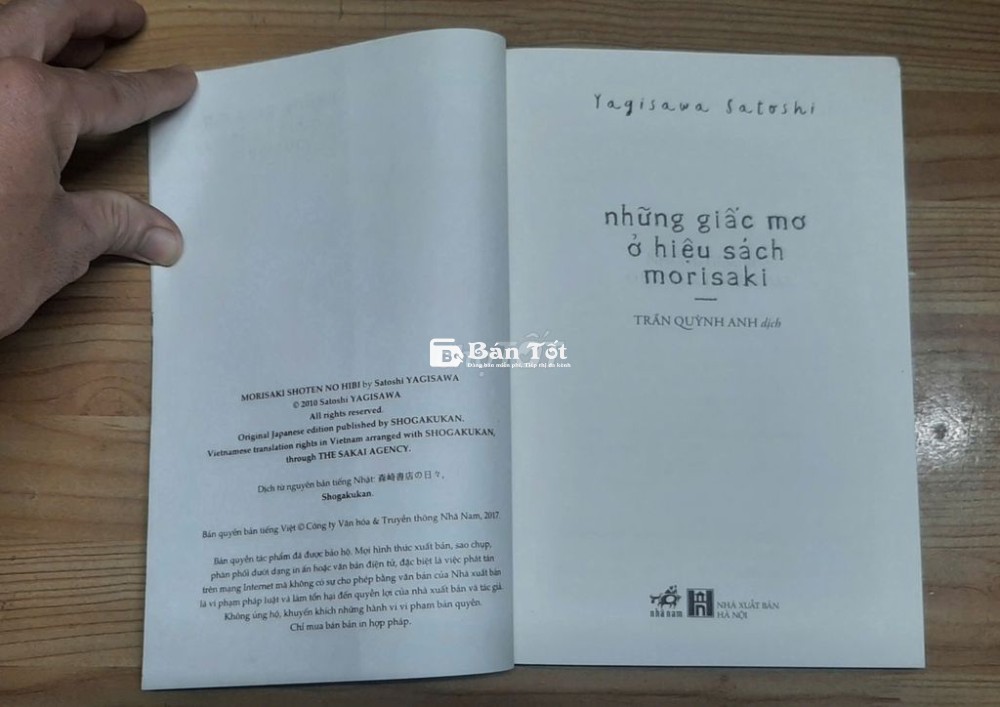 MORISAKI SHOTEN NO HIBI by Satoshi YAGISAWA
© 2010 Satoshi YAGISAWA
All rights reserved.
Original Japanese edition published by SHOGAKUKAN.
Vietnamese translation rights in Vietnam arranged with SHOGAKUKAN,
through THE SAKAI AGENCY.
Dịch từ nguyên bản tiếng Nhật: 森崎書店の日々,
Shogakukan.
Bản quyền bản tiếng Việt © Công ty Văn hóa & Truyền thông Nhã Nam, 2017.
Bản quyền tác phẩm đã được bảo hộ. Mọi hình thức xuất bản, sao chụp,
phân phối dưới dạng in ấn hoặc văn bản điện tử, đặc biệt là việc phát tán
trên mạng Internet mà không có sự cho phép bằng văn bản của Nhà xuất bản
là vi phạm pháp luật và làm tổn hại đến quyền lợi của nhà xuất bản và tác giả.
Không ủng hộ, khuyến khích những hành vi vi phạm bản quyền.
Chỉ mua bán bản in hợp pháp.
Yagisawa Satoshi
những giấc mơ
ở hiệu sách
morisaki
TRẦN QUỲNH ANH dịch
Bán Tốt
Đăng bán miễn phí, Tiếp thị ăn hành
nhã nam
NHÀ XUẤT BẢN
HÀ NỘI